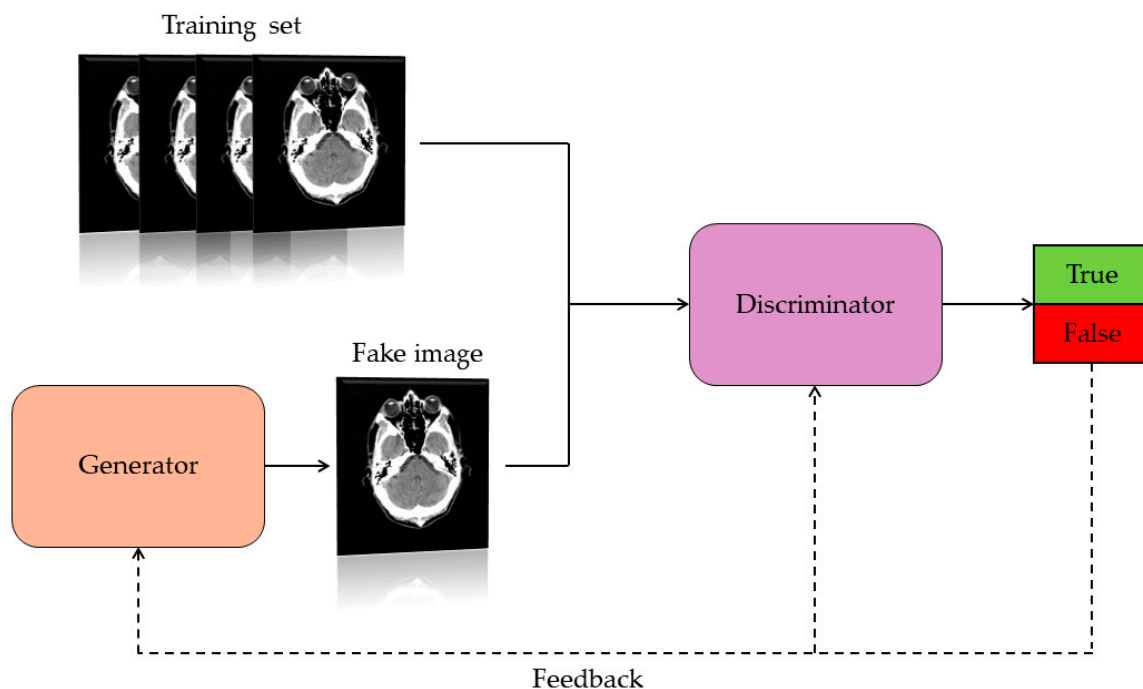 Training set
Discriminator
True
False
Fake image
Generator
Feedback